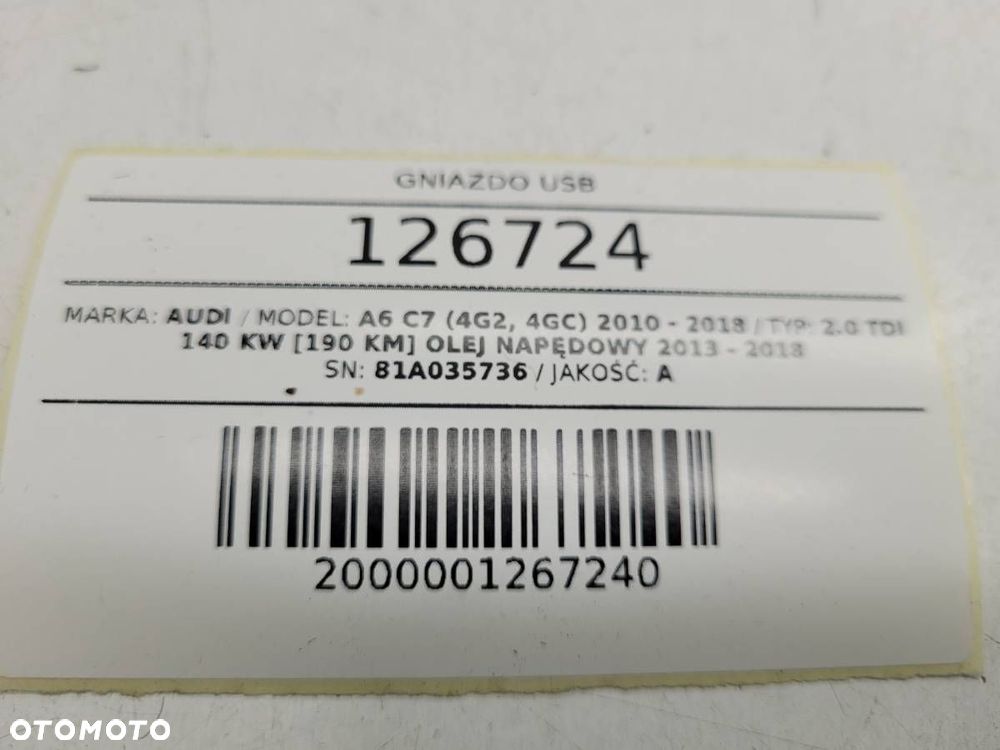 GNIAZDO USB
126724
MARKA: AUDI / MODEL: A6 C7 (4G2, 4GC) 2010 - 2018 / TYP: 2.0 TDI
140 KW [190 KM] OLEJ NAPĘDOWY 2013 - 2018
SN: 81A035736 / JAKOŚĆ: A
2000001267240
OTOMOTO